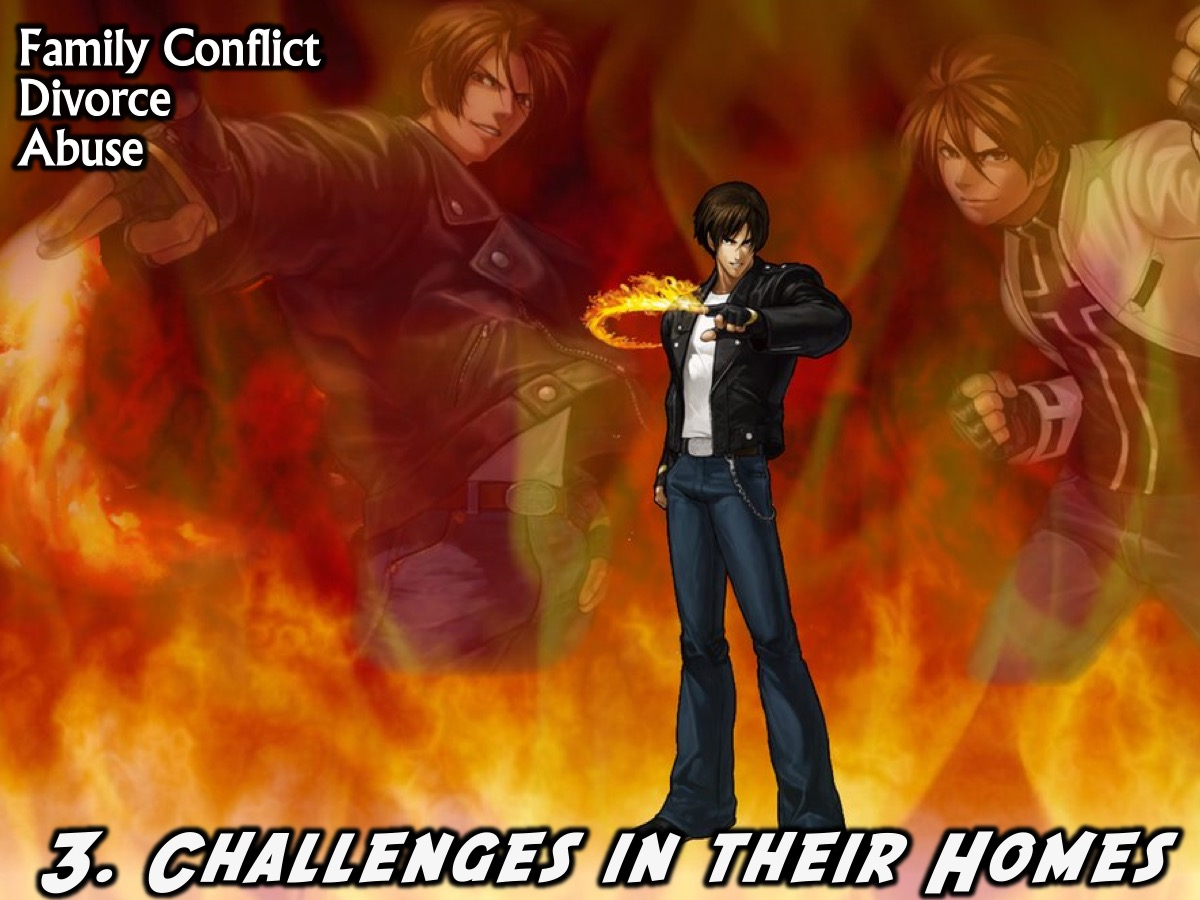 Family Conflict
Divorce
Abuse
3. Challenges in their Homes